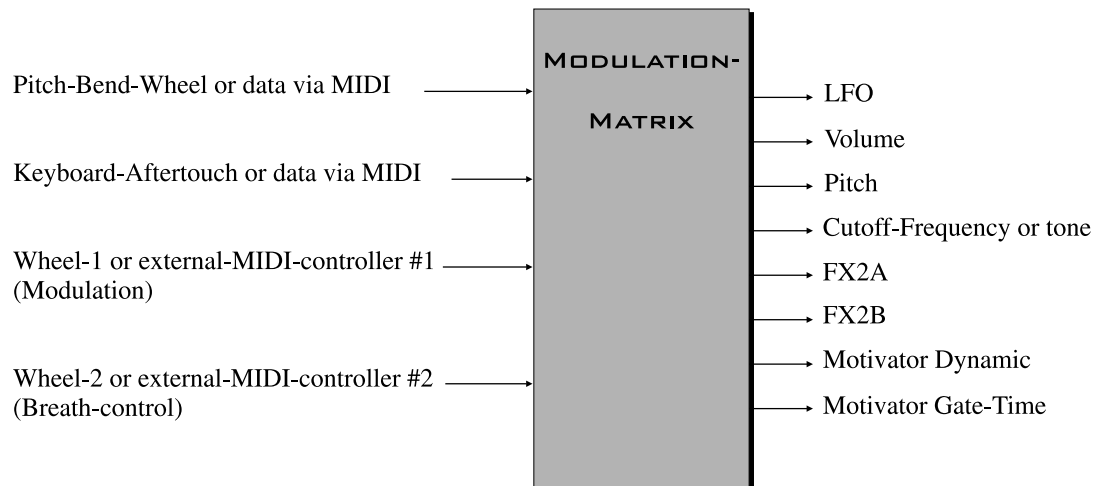 Pitch-Bend-Wheel or data via MIDI
Keyboard-Aftertouch or data via MIDI
Wheel-1 or external-MIDI-controller #1
(Modulation)
Wheel-2 or external-MIDI-controller #2
(Breath-control)
MODULATION-
MATRIX
LFO
Volume
Pitch
Cutoff-Frequency or tone
FX2A
FX2B
Motivator Dynamic
Motivator Gate-Time